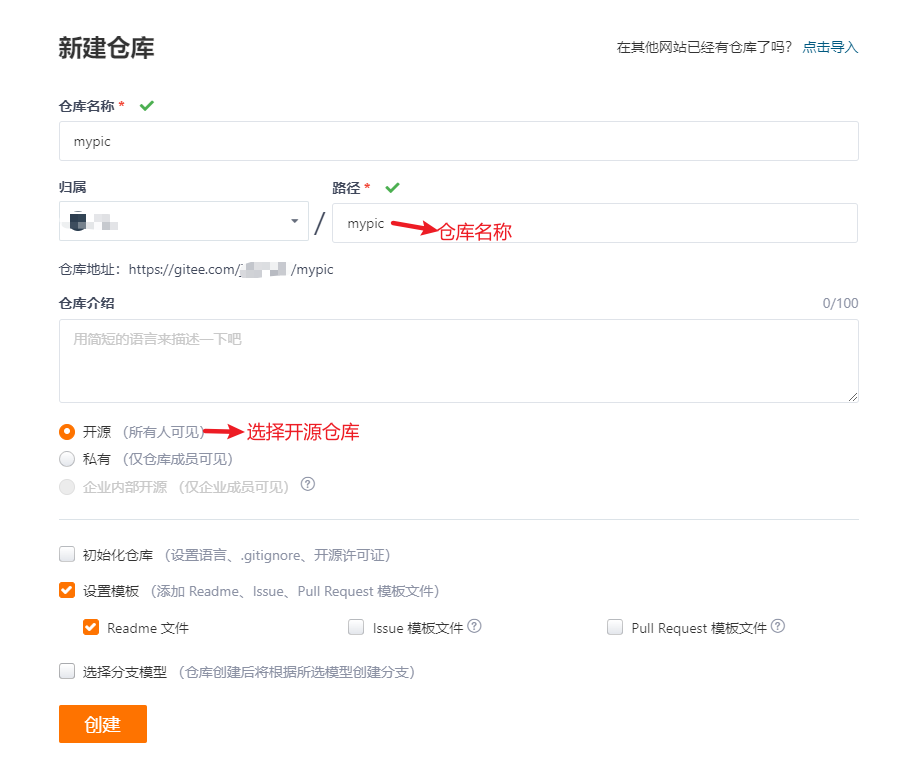 新建仓库
在其他网站已经有仓库了吗? 点击导入
仓库名称 *
mypic
归属
路径 *
/
mypic
仓库名称
仓库地址：https://gitee.com/ /mypic
仓库介绍
0/100
用简短的语言来描述一下吧
开源 （所有人可见）
选择开源仓库
私有 （仅仓库成员可见）
企业内部开源 （仅企业成员可见） ?
初始化仓库 （设置语言、.gitignore、开源许可证）
设置模板 （添加 Readme、Issue、Pull Request 模板文件）
Readme 文件
Issue 模板文件 ?
Pull Request 模板文件 ?
选择分支模型 （仓库创建后将根据所选模型创建分支）
创建